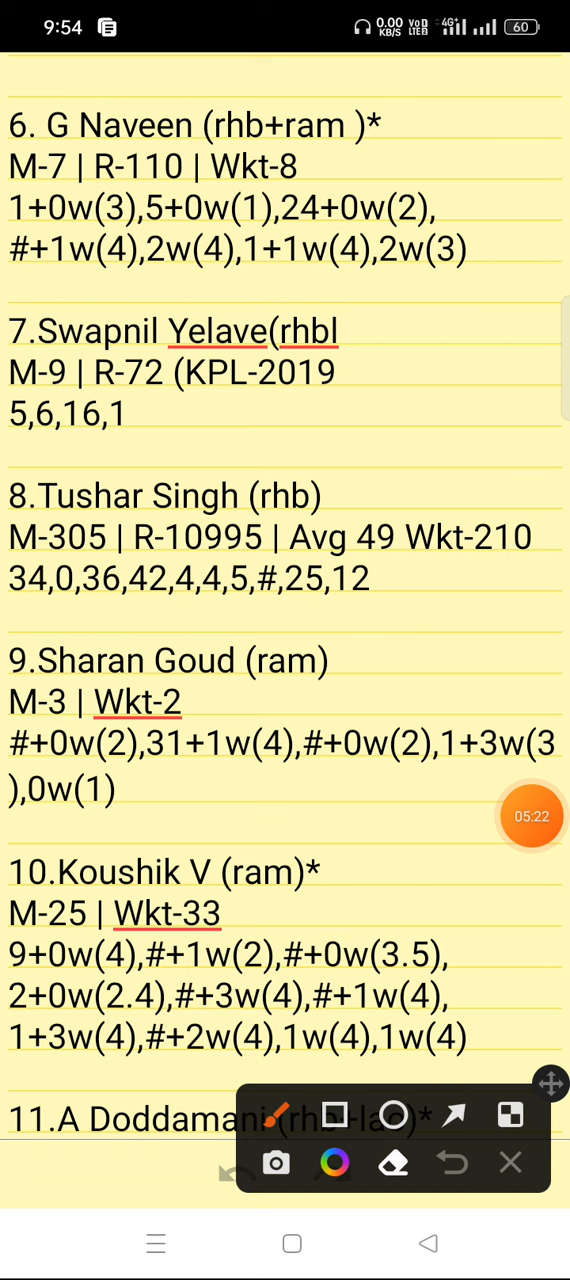 9:54
0.00 KB/S VoD LTE2 4G+ 60
6. G Naveen (rhb+ram )*
M-7 | R-110 | Wkt-8
1+0w(3),5+0w(1),24+0w(2),
#+1w(4),2w(4),1+1w(4),2w(3)
7.Swapnil Yelave(rhbl
M-9 | R-72 (KPL-2019
5,6,16,1
8.Tushar Singh (rhb)
M-305 | R-10995 | Avg 49 Wkt-210
34,0,36,42,4,4,5,#,25,12
9.Sharan Goud (ram)
M-3 | Wkt-2
#+0w(2),31+1w(4),#+0w(2),1+3w(3
),0w(1)
05:22
10.Koushik V (ram)*
M-25 | Wkt-33
9+0w(4),#+1w(2),#+0w(3.5),
2+0w(2.4),#+3w(4),#+1w(4),
1+3w(4),#+2w(4),1w(4),1w(4)
11.A Doddamani (rhb+lao)*